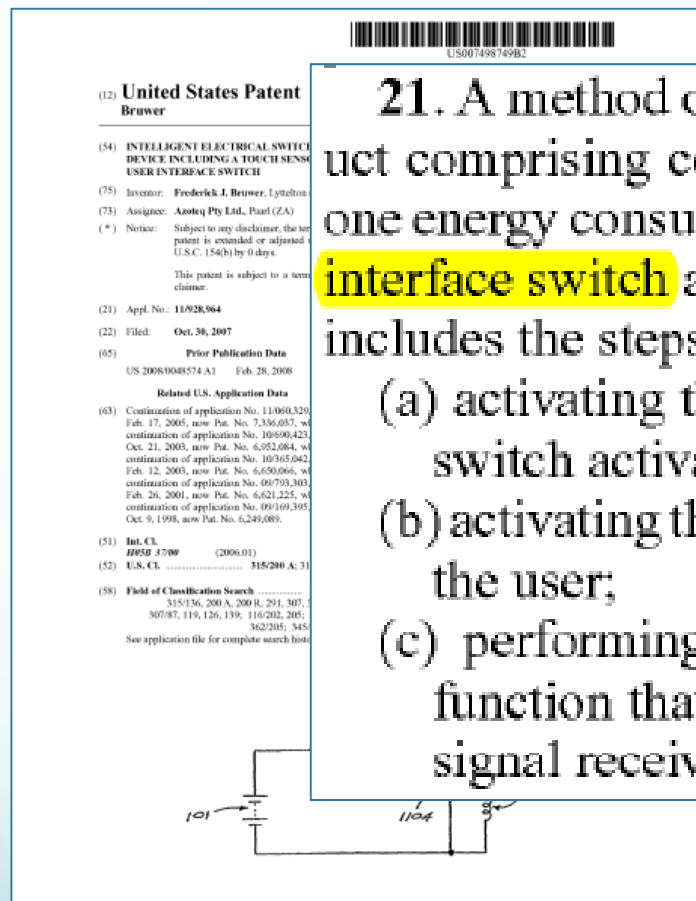 US007498749B2
(12) United States Patent
Bruwer
(54) INTELLIGENT ELECTRICAL SWITCH
DEVICE INCLUDING A TOUCH SENSO
USER INTERFACE SWITCH
(75) Inventor: Frederick J. Bruwer, Lyttelton
(73) Assignee: Azoteq Pty Ltd., Paarl (ZA)
( * ) Notice: Subject to any disclaimer, the ter
patent is extended or adjusted
U.S.C. 154(b) by 0 days.
This patent is subject to a term
claimer.
(21) Appl. No.: 11/928,964
(22) Filed: Oct. 30, 2007
(65) Prior Publication Data
US 2008/0048574 A1 Feb. 28, 2008
Related U.S. Application Data
(63) Continuation of application No. 11/060,329,
Feb. 17, 2005, now Pat. No. 7,336,037, w
continuation of application No. 10/690,423,
Oct. 21, 2003, now Pat. No. 6,952,084, w
continuation of application No. 10/365,042,
Feb. 12, 2003, now Pat. No. 6,650,066, w
continuation of application No. 09/793,303,
Feb. 26, 2001, now Pat. No. 6,621,225, w
continuation of application No. 09/169,395,
Oct. 9, 1998, now Pat. No. 6,249,089.
(51) Int. Cl.
H05B 37/00 (2006.01)
(52) U.S. Cl. .................... 315/200 A; 31
(58) Field of Classification Search ............
315/136, 200 A, 200 R, 291, 307,
307/87, 119, 126, 139; 116/202, 205;
362/205; 345/
See application file for complete search histo
21. A method o
uct comprising c
one energy consu
interface switch a
includes the steps
(a) activating t
switch activa
(b) activating th
the user;
(c) performing
function tha
signal receiv
101
1104